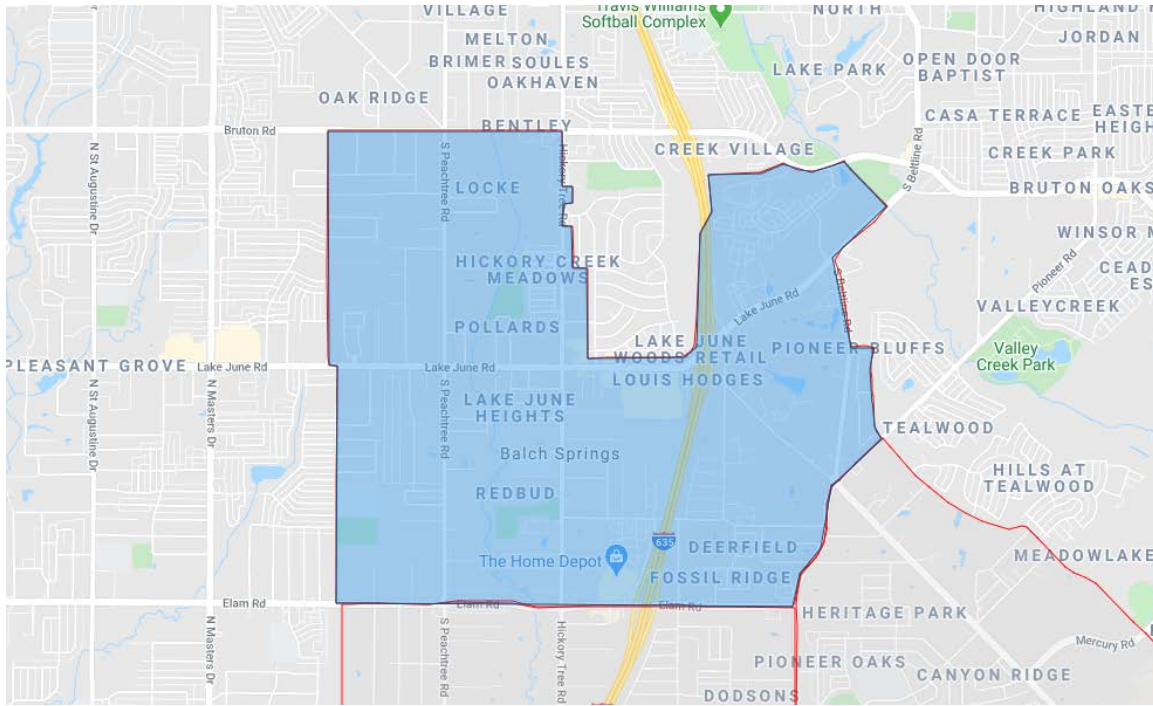 VILLAGE
Travis Williams
Softball Complex
NORTH
HIGHLAND
JORDAN
MELTON
BRIMER SOULES
OAKHAVEN
LAKE PARK
OPEN DOOR
BAPTIST
OAK RIDGE
CASA TERRACE
Bruton Rd
BENTLEY
CREEK VILLAGE
CREEK PARK
S Beltline Rd
N St Augustine Dr
S Peachtree Rd
Hickory Tree Rd
LOCKE
BRUTON OAKS
WINSOR M
Pioneer Rd
HICKORY CREEK
MEADOWS
S Beltline Rd
Lake June Rd
VALLEYCREEK
POLLARDS
LAKE JUNE
WOODS RETAIL
PIONEER BLUFFS
Valley
Creek Park
PLEASANT GROVE
Lake June Rd
Lake June Rd
LOUIS HODGES
N St Augustine Dr
N Masters Dr
S Peachtree Rd
LAKE JUNE
HEIGHTS
TEALWOOD
Balch Springs
HILLS AT
TEALWOOD
REDBUD
635
DEERFIELD
MEADOWLAKE
The Home Depot
FOSSIL RIDGE
Elam Rd
Elam Rd
Elam Rd
HERITAGE PARK
N Masters Dr
S Peachtree Rd
Hickory Tree Rd
Mercury Rd
PIONEER OAKS
CANYON RIDGE
DODSONS